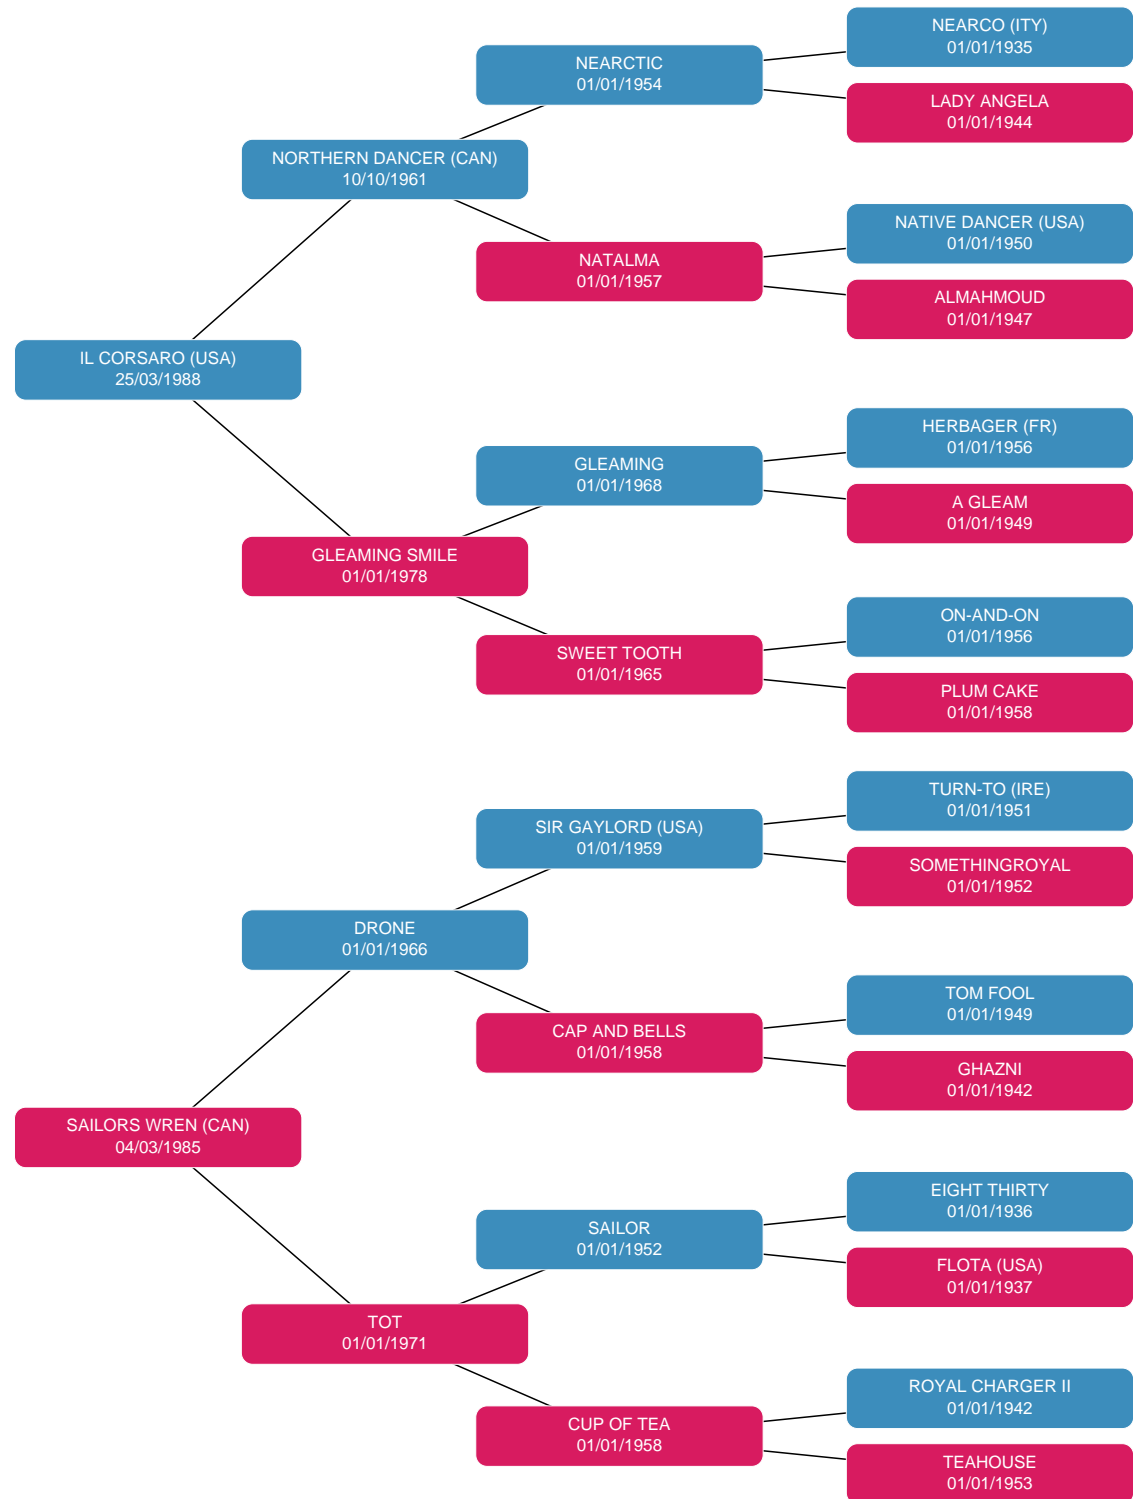 NEARCO (ITY)
01/01/1935
NEARCTIC
01/01/1954
LADY ANGELA
01/01/1944
NORTHERN DANCER (CAN)
10/10/1961
NATIVE DANCER (USA)
01/01/1950
NATALMA
01/01/1957
ALMAHMOUD
01/01/1947
IL CORSARO (USA)
25/03/1988
HERBAGER (FR)
01/01/1956
GLEAMING
01/01/1968
A GLEAM
01/01/1949
GLEAMING SMILE
01/01/1978
ON-AND-ON
01/01/1956
SWEET TOOTH
01/01/1965
PLUM CAKE
01/01/1958
TURN-TO (IRE)
01/01/1951
SIR GAYLORD (USA)
01/01/1959
SOMETHINGROYAL
01/01/1952
DRONE
01/01/1966
TOM FOOL
01/01/1949
CAP AND BELLS
01/01/1958
GHAZNI
01/01/1942
SAILORS WREN (CAN)
04/03/1985
EIGHT THIRTY
01/01/1936
SAILOR
01/01/1952
FLOTA (USA)
01/01/1937
TOT
01/01/1971
ROYAL CHARGER II
01/01/1942
CUP OF TEA
01/01/1958
TEAHOUSE
01/01/1953